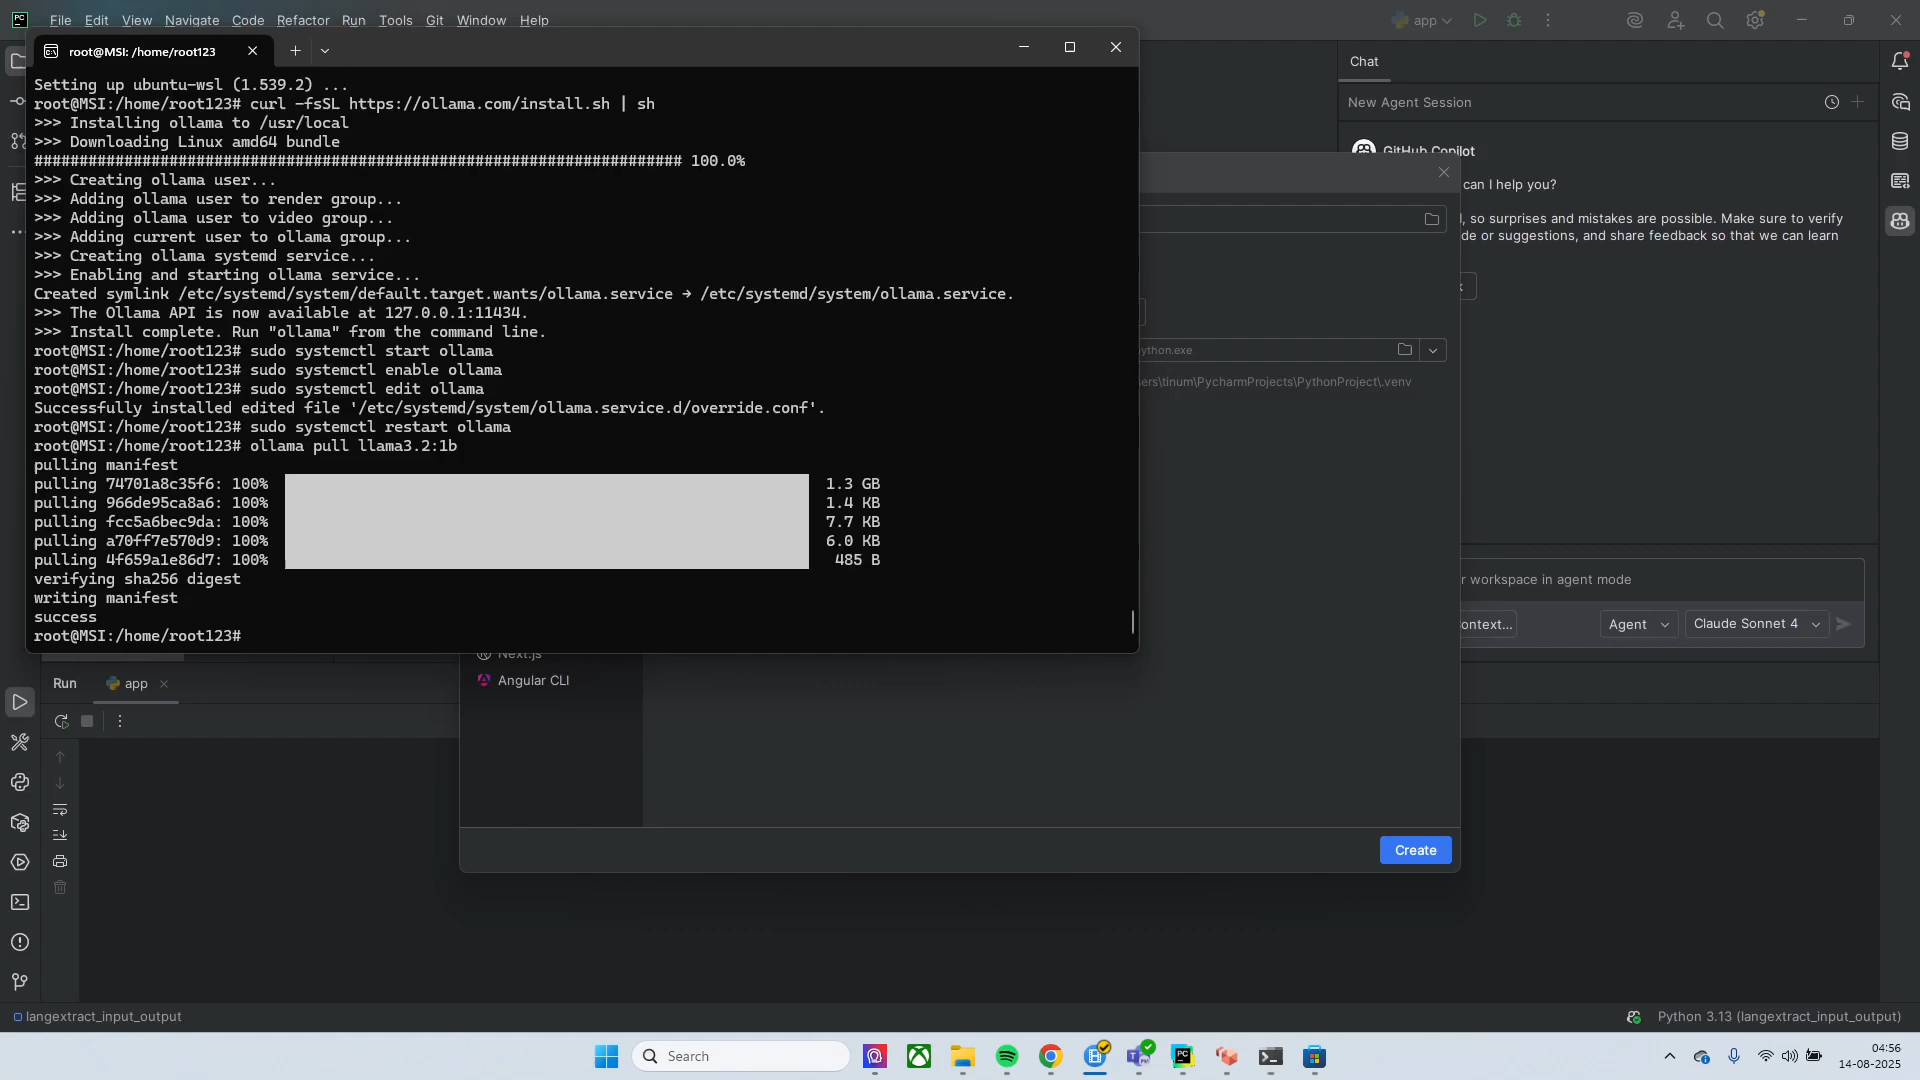 File Edit View Navigate Code Refactor Run Tools Git Window Help
app
root@MSI: /home/root123
Setting up ubuntu-wsl (1.539.2) ...
root@MSI:/home/root123# curl -fsSL https://ollama.com/install.sh | sh
>>> Installing ollama to /usr/local
>>> Downloading Linux amd64 bundle
######################################################################## 100.0%
>>> Creating ollama user...
>>> Adding ollama user to render group...
>>> Adding ollama user to video group...
>>> Adding current user to ollama group...
>>> Creating ollama systemd service...
>>> Enabling and starting ollama service...
Created symlink /etc/systemd/system/default.target.wants/ollama.service → /etc/systemd/system/ollama.service.
>>> The Ollama API is now available at 127.0.0.1:11434.
>>> Install complete. Run "ollama" from the command line.
root@MSI:/home/root123# sudo systemctl start ollama
root@MSI:/home/root123# sudo systemctl enable ollama
root@MSI:/home/root123# sudo systemctl edit ollama
Successfully installed edited file '/etc/systemd/system/ollama.service.d/override.conf'.
root@MSI:/home/root123# sudo systemctl restart ollama
root@MSI:/home/root123# ollama pull llama3.2:1b
pulling manifest
pulling 74701a8c35f6: 100% 1.3 GB
pulling 966de95ca8a6: 100% 1.4 KB
pulling fcc5a6bec9da: 100% 7.7 KB
pulling a70ff7e570d9: 100% 6.0 KB
pulling 4f659a1e86d7: 100% 485 B
verifying sha256 digest
writing manifest
success
root@MSI:/home/root123#
Chat
New Agent Session
GitHub Copilot
can I help you?
, so surprises and mistakes are possible. Make sure to verify
de or suggestions, and share feedback so that we can learn
ython.exe
ers\tinum\PycharmProjects\PythonProject\.venv
r workspace in agent mode
ontext...
Agent
Claude Sonnet 4
Next.js
Angular CLI
Create
Run
app
langextract_input_output
Python 3.13 (langextract_input_output)
Search
04:56
14-08-2025